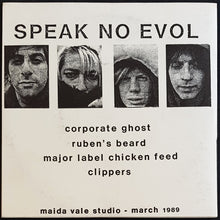 SPEAK NO EVOL
corporate ghost
ruben's beard
major label chicken feed
clippers
maida vale studio - march 1989